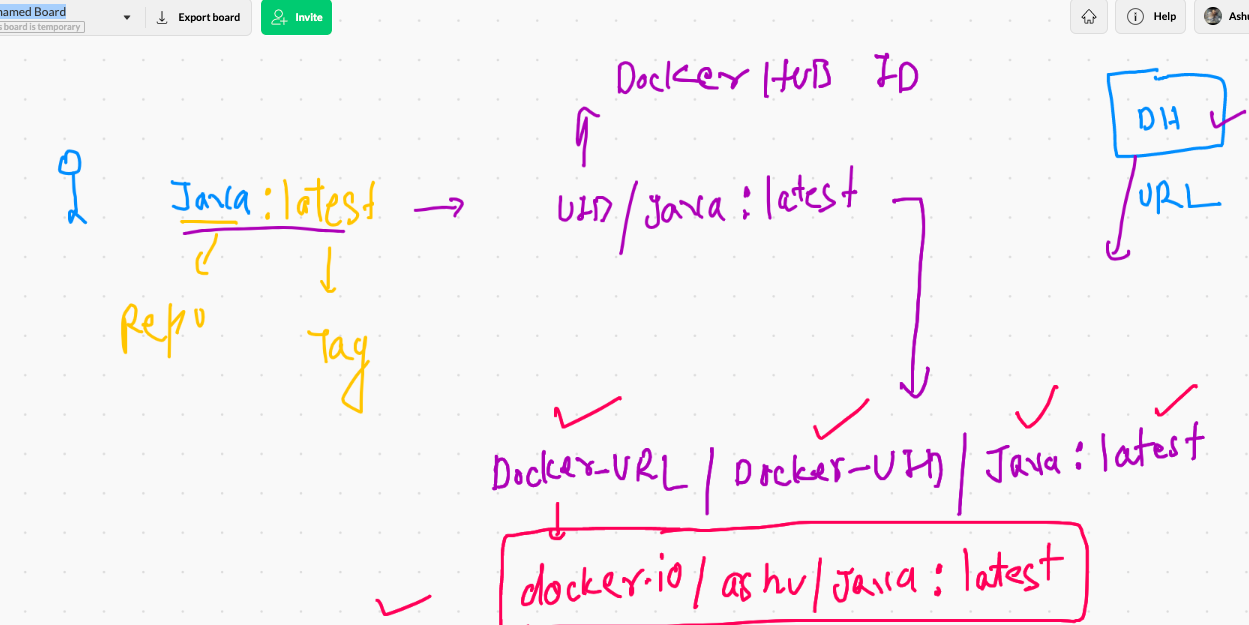 named Board
s board is temporary
Export board
Invite
Help
Ashu
Docker HUB ID
DH
URL
Java : latest
UID / java : latest
Repo
Tag
Docker-URL / Docker-UID / Java : latest
docker.io / ashu / java : latest